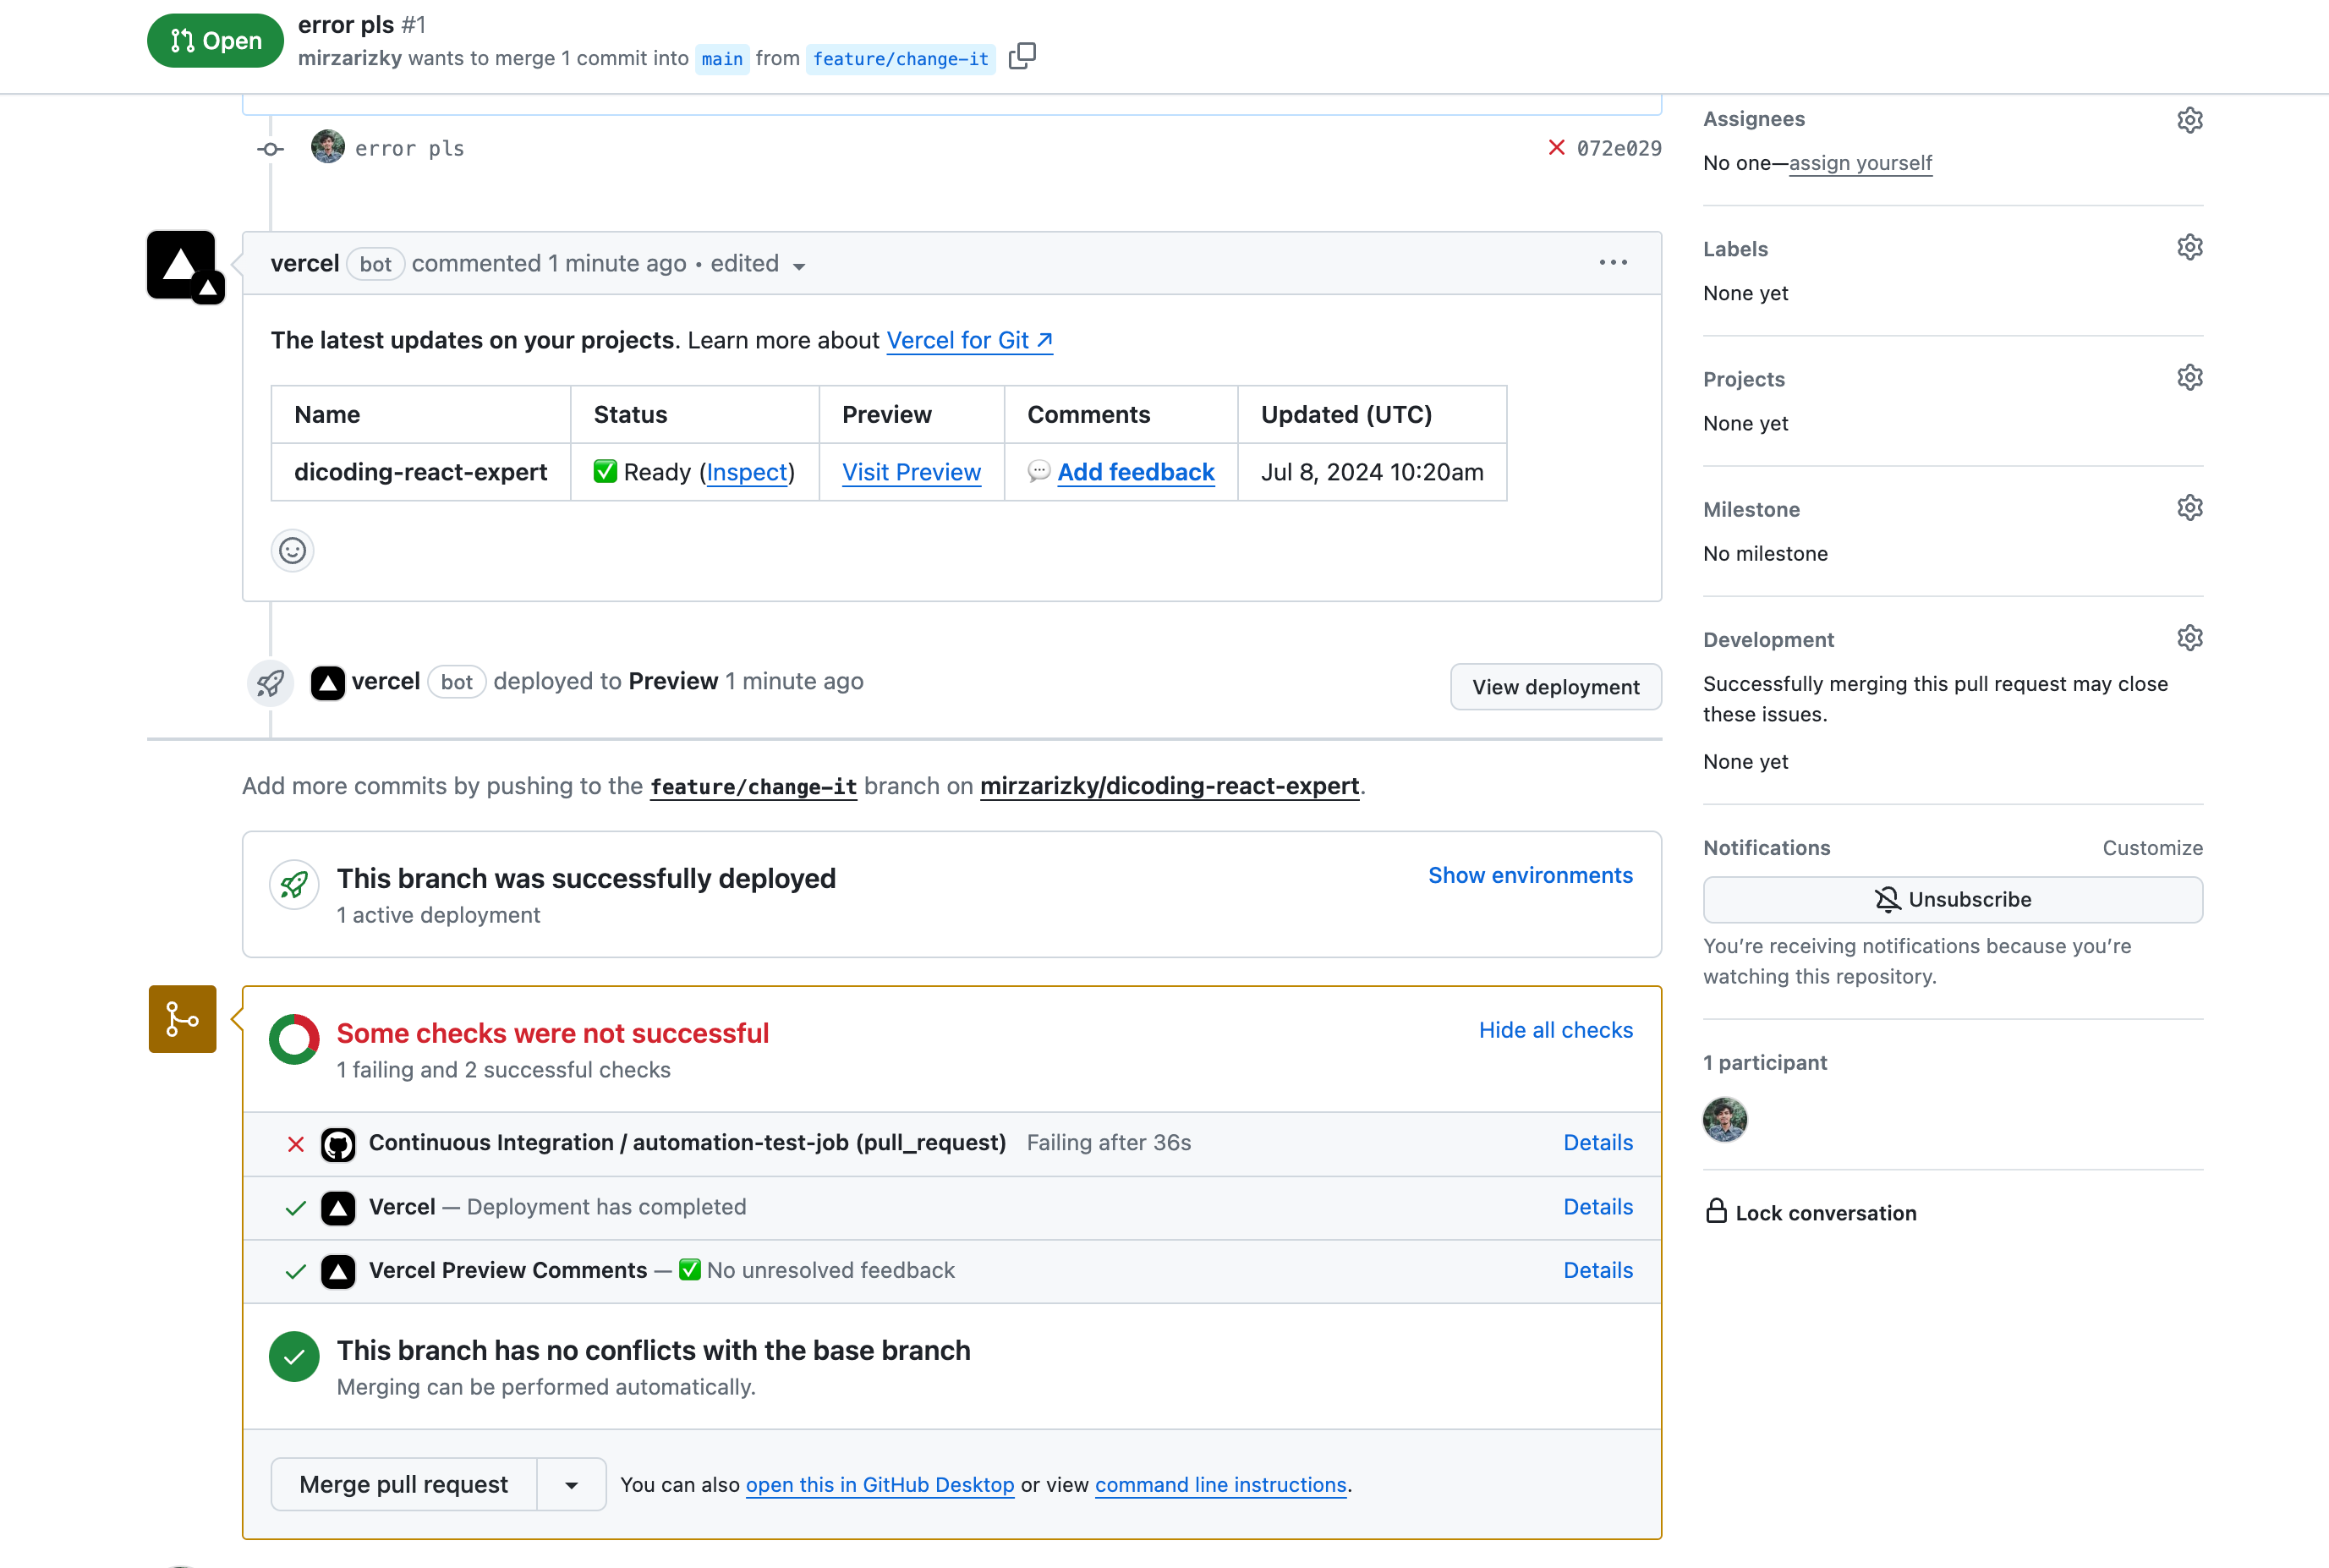 Open
error pls #1
mirzarizky wants to merge 1 commit into main from feature/change-it
error pls
072e029
vercel bot commented 1 minute ago • edited
The latest updates on your projects. Learn more about Vercel for Git ↗
Name Status Preview Comments Updated (UTC)
dicoding-react-expert ✅ Ready (Inspect) Visit Preview 💬 Add feedback Jul 8, 2024 10:20am
vercel bot deployed to Preview 1 minute ago
View deployment
Add more commits by pushing to the feature/change-it branch on mirzarizky/dicoding-react-expert.
This branch was successfully deployed
1 active deployment
Show environments
Some checks were not successful
1 failing and 2 successful checks
Hide all checks
Continuous Integration / automation-test-job (pull_request) Failing after 36s Details
Vercel — Deployment has completed Details
Vercel Preview Comments — ✅ No unresolved feedback Details
This branch has no conflicts with the base branch
Merging can be performed automatically.
Merge pull request
You can also open this in GitHub Desktop or view command line instructions.
Assignees
No one—assign yourself
Labels
None yet
Projects
None yet
Milestone
No milestone
Development
Successfully merging this pull request may close
these issues.
None yet
Notifications Customize
Unsubscribe
You’re receiving notifications because you’re
watching this repository.
1 participant
Lock conversation